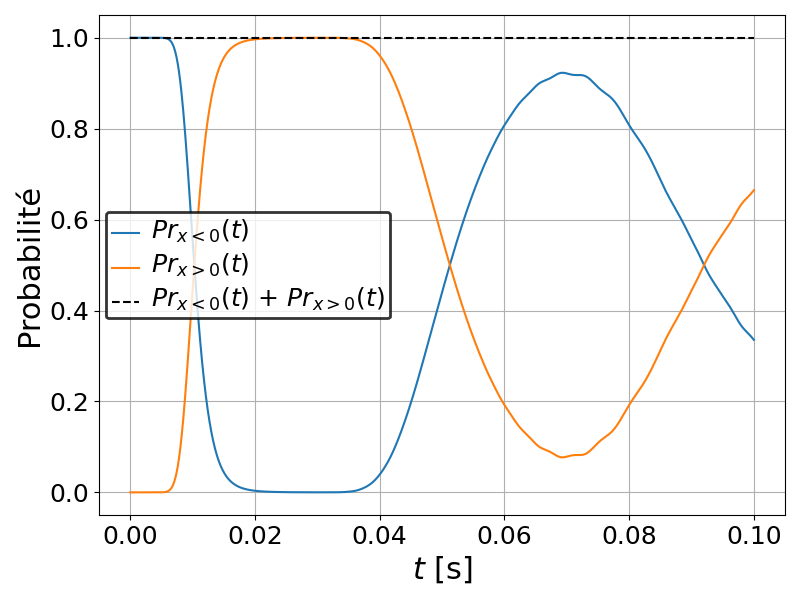 1.0
0.8
0.6
0.4
0.2
0.0
Probabilité
Pr_{x<0}(t)
Pr_{x>0}(t)
Pr_{x<0}(t) + Pr_{x>0}(t)
0.00 0.02 0.04 0.06 0.08 0.10
t [s]